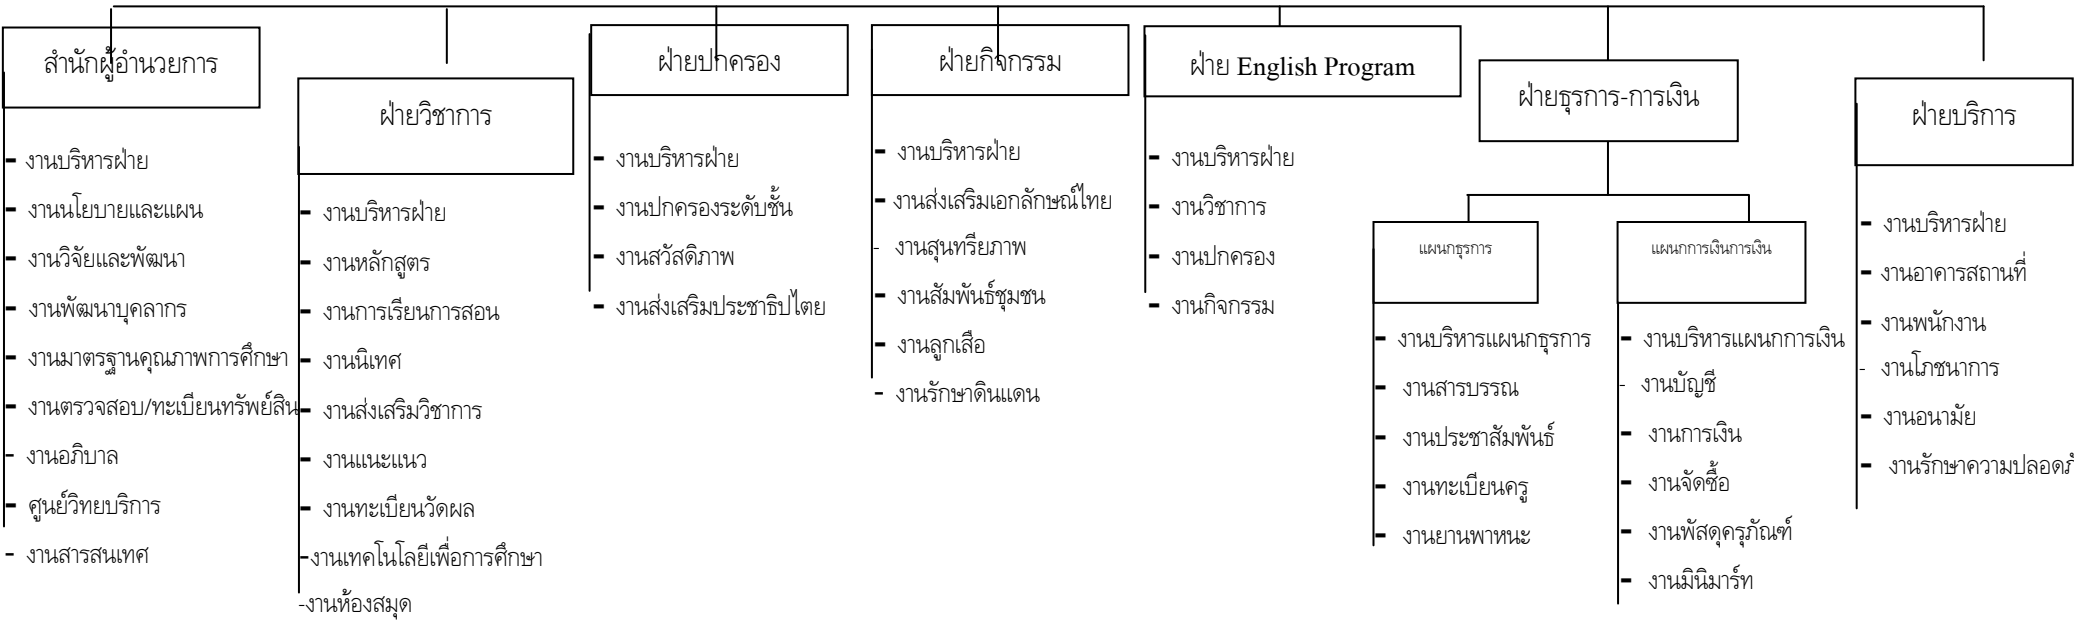 สำนักผู้อำนวยการ
- งานบริหารฝ่าย
- งานนโยบายและแผน
- งานวิจัยและพัฒนา
- งานพัฒนาบุคลากร
- งานมาตรฐานคุณภาพการศึกษา
- งานตรวจสอบ/ทะเบียนทรัพย์สิน
- งานอภิบาล
- ศูนย์วิทยบริการ
- งานสารสนเทศ
ฝ่ายวิชาการ
- งานบริหารฝ่าย
- งานหลักสูตร
- งานการเรียนการสอน
- งานนิเทศ
- งานส่งเสริมวิชาการ
- งานแนะแนว
- งานทะเบียนวัดผล
-งานเทคโนโลยีเพื่อการศึกษา
-งานห้องสมุด
ฝ่ายปกครอง
- งานบริหารฝ่าย
- งานปกครองระดับชั้น
- งานสวัสดิภาพ
- งานส่งเสริมประชาธิปไตย
ฝ่ายกิจกรรม
- งานบริหารฝ่าย
- งานส่งเสริมเอกลักษณ์ไทย
- งานสุนทรียภาพ
- งานสัมพันธ์ชุมชน
- งานลูกเสือ
- งานรักษาดินแดน
ฝ่าย English Program
- งานบริหารฝ่าย
- งานวิชาการ
- งานปกครอง
- งานกิจกรรม
ฝ่ายธุรการ-การเงิน
แผนกธุรการ
- งานบริหารแผนกธุรการ
- งานสารบรรณ
- งานประชาสัมพันธ์
- งานทะเบียนครู
- งานยานพาหนะ
แผนกการเงินการเงิน
- งานบริหารแผนกการเงิน
- งานบัญชี
- งานการเงิน
- งานจัดซื้อ
- งานพัสดุครุภัณฑ์
- งานมินิมาร์ท
ฝ่ายบริการ
- งานบริหารฝ่าย
- งานอาคารสถานที่
- งานพนักงาน
- งานโภชนาการ
- งานอนามัย
- งานรักษาความปลอดภั